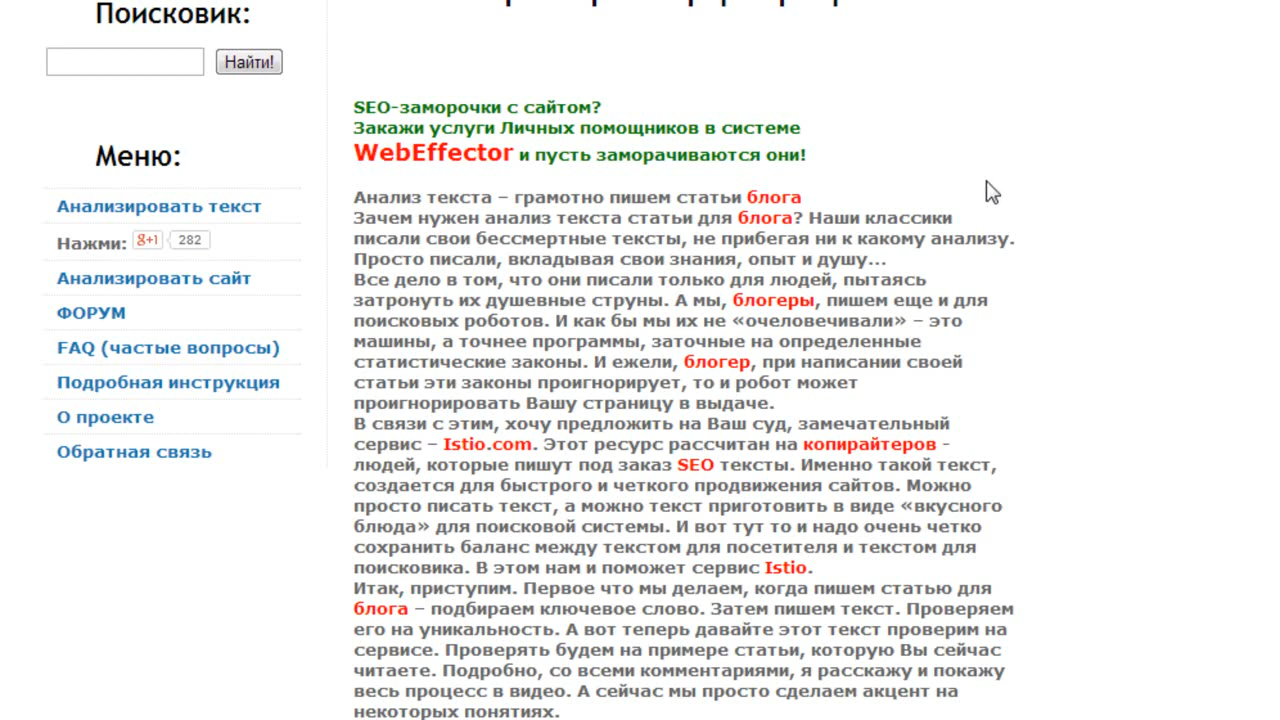 Поисковик:
Найти!
Меню:
Анализировать текст
Нажми: g+1 282
Анализировать сайт
ФОРУМ
FAQ (частые вопросы)
Подробная инструкция
О проекте
Обратная связь
SEO-заморочки с сайтом?
Закажи услуги Личных помощников в системе
WebEffector и пусть заморачиваются они!
Анализ текста – грамотно пишем статьи блога
Зачем нужен анализ текста статьи для блога? Наши классики
писали свои бессмертные тексты, не прибегая ни к какому анализу.
Просто писали, вкладывая свои знания, опыт и душу...
Все дело в том, что они писали только для людей, пытаясь
затронуть их душевные струны. А мы, блогеры, пишем еще и для
поисковых роботов. И как бы мы их не «очеловечивали» – это
машины, а точнее программы, заточные на определенные
статистические законы. И ежели, блогер, при написании своей
статьи эти законы проигнорирует, то и робот может
проигнорировать Вашу страницу в выдаче.
В связи с этим, хочу предложить на Ваш суд, замечательный
сервис – Istio.com. Этот ресурс рассчитан на копирайтеров -
людей, которые пишут под заказ SEO тексты. Именно такой текст,
создается для быстрого и четкого продвижения сайтов. Можно
просто писать текст, а можно текст приготовить в виде «вкусного
блюда» для поисковой системы. И вот тут то и надо очень четко
сохранить баланс между текстом для посетителя и текстом для
поисковика. В этом нам и поможет сервис Istio.
Итак, приступим. Первое что мы делаем, когда пишем статью для
блога – подбираем ключевое слово. Затем пишем текст. Проверяем
его на уникальность. А вот теперь давайте этот текст проверим на
сервисе. Проверять будем на примере статьи, которую Вы сейчас
читаете. Подробно, со всеми комментариями, я расскажу и покажу
весь процесс в видео. А сейчас мы просто сделаем акцент на
некоторых понятиях.